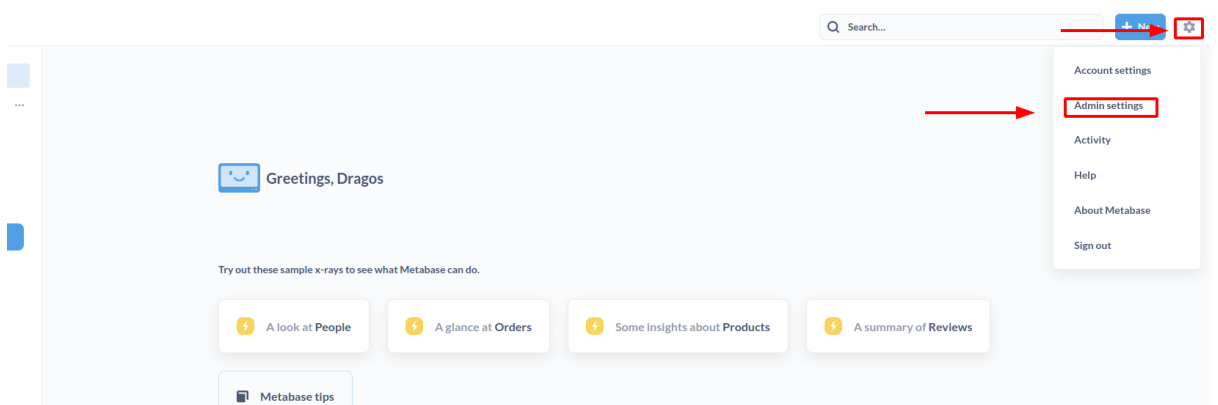 Search...
+ New
Account settings
...
Admin settings
Activity
Greetings, Dragos
Help
About Metabase
Sign out
Try out these sample x-rays to see what Metabase can do.
A look at People
A glance at Orders
Some insights about Products
A summary of Reviews
Metabase tips